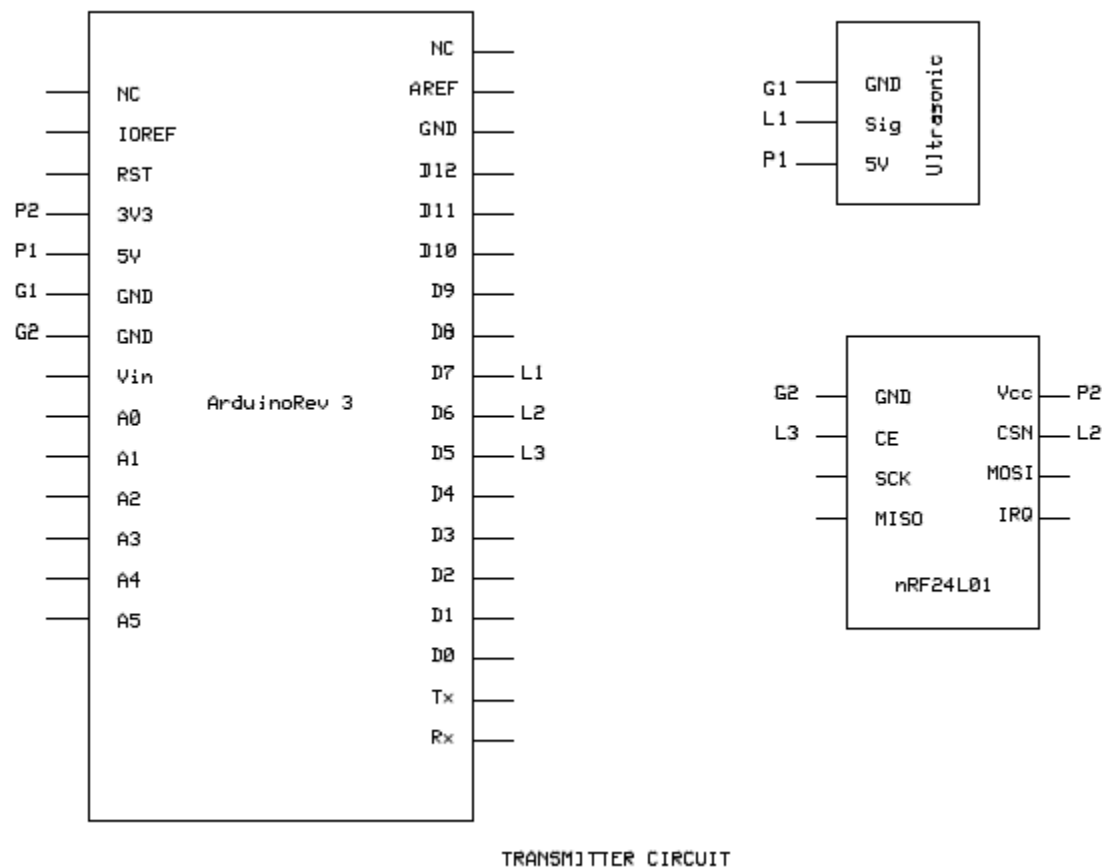 NC
AREF
GND
D12
D11
D10
D9
D8
D7 L1
D6 L2
D5 L3
D4
D3
D2
D1
D0
Tx
Rx
NC
IOREF
RST
P2 3V3
P1 5V
G1 GND
G2 GND
Vin
A0
A1
A2
A3
A4
A5
ArduinoRev 3
G1 GND
L1 Sig
P1 5V
Ultrasonic
G2 GND Vcc P2
L3 CE CSN L2
SCK MOSI
MISO IRQ
nRF24L01
TRANSMITTER CIRCUIT